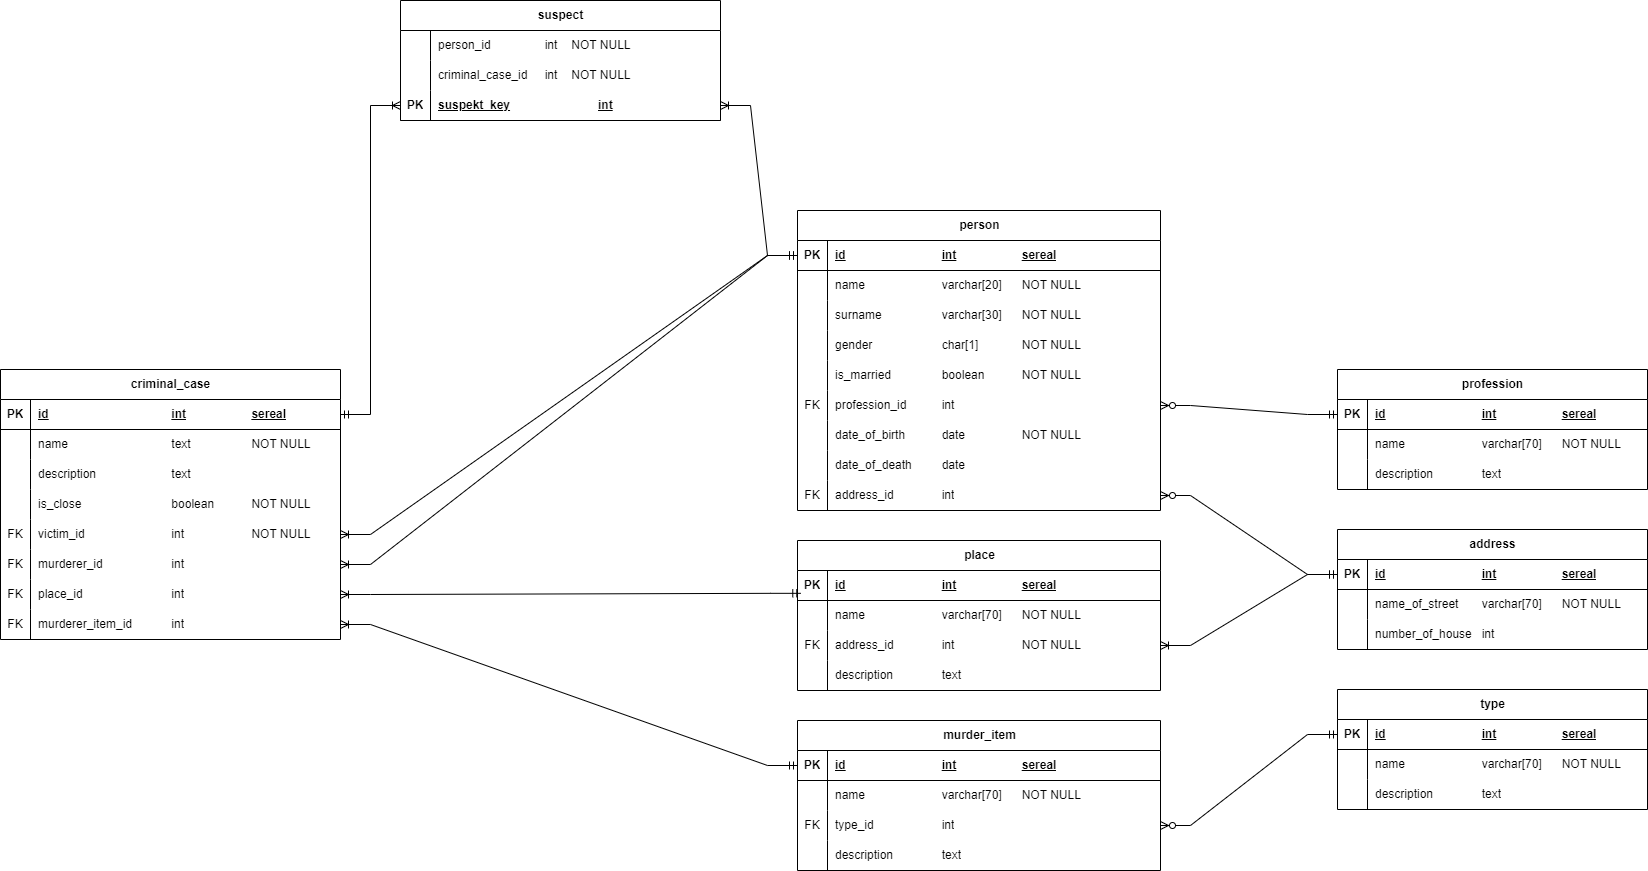 suspect
person_id int NOT NULL
criminal_case_id int NOT NULL
PK suspekt_key int
person
PK id int sereal
name varchar[20] NOT NULL
surname varchar[30] NOT NULL
gender char[1] NOT NULL
is_married boolean NOT NULL
FK profession_id int
date_of_birth date NOT NULL
date_of_death date
FK address_id int
criminal_case
PK id int sereal
name text NOT NULL
description text
is_close boolean NOT NULL
FK victim_id int NOT NULL
FK murderer_id int
FK place_id int
FK murderer_item_id int
profession
PK id int sereal
name varchar[70] NOT NULL
description text
place
PK id int sereal
name varchar[70] NOT NULL
FK address_id int NOT NULL
description text
address
PK id int sereal
name_of_street varchar[70] NOT NULL
number_of_house int
murder_item
PK id int sereal
name varchar[70] NOT NULL
FK type_id int
description text
type
PK id int sereal
name varchar[70] NOT NULL
description text